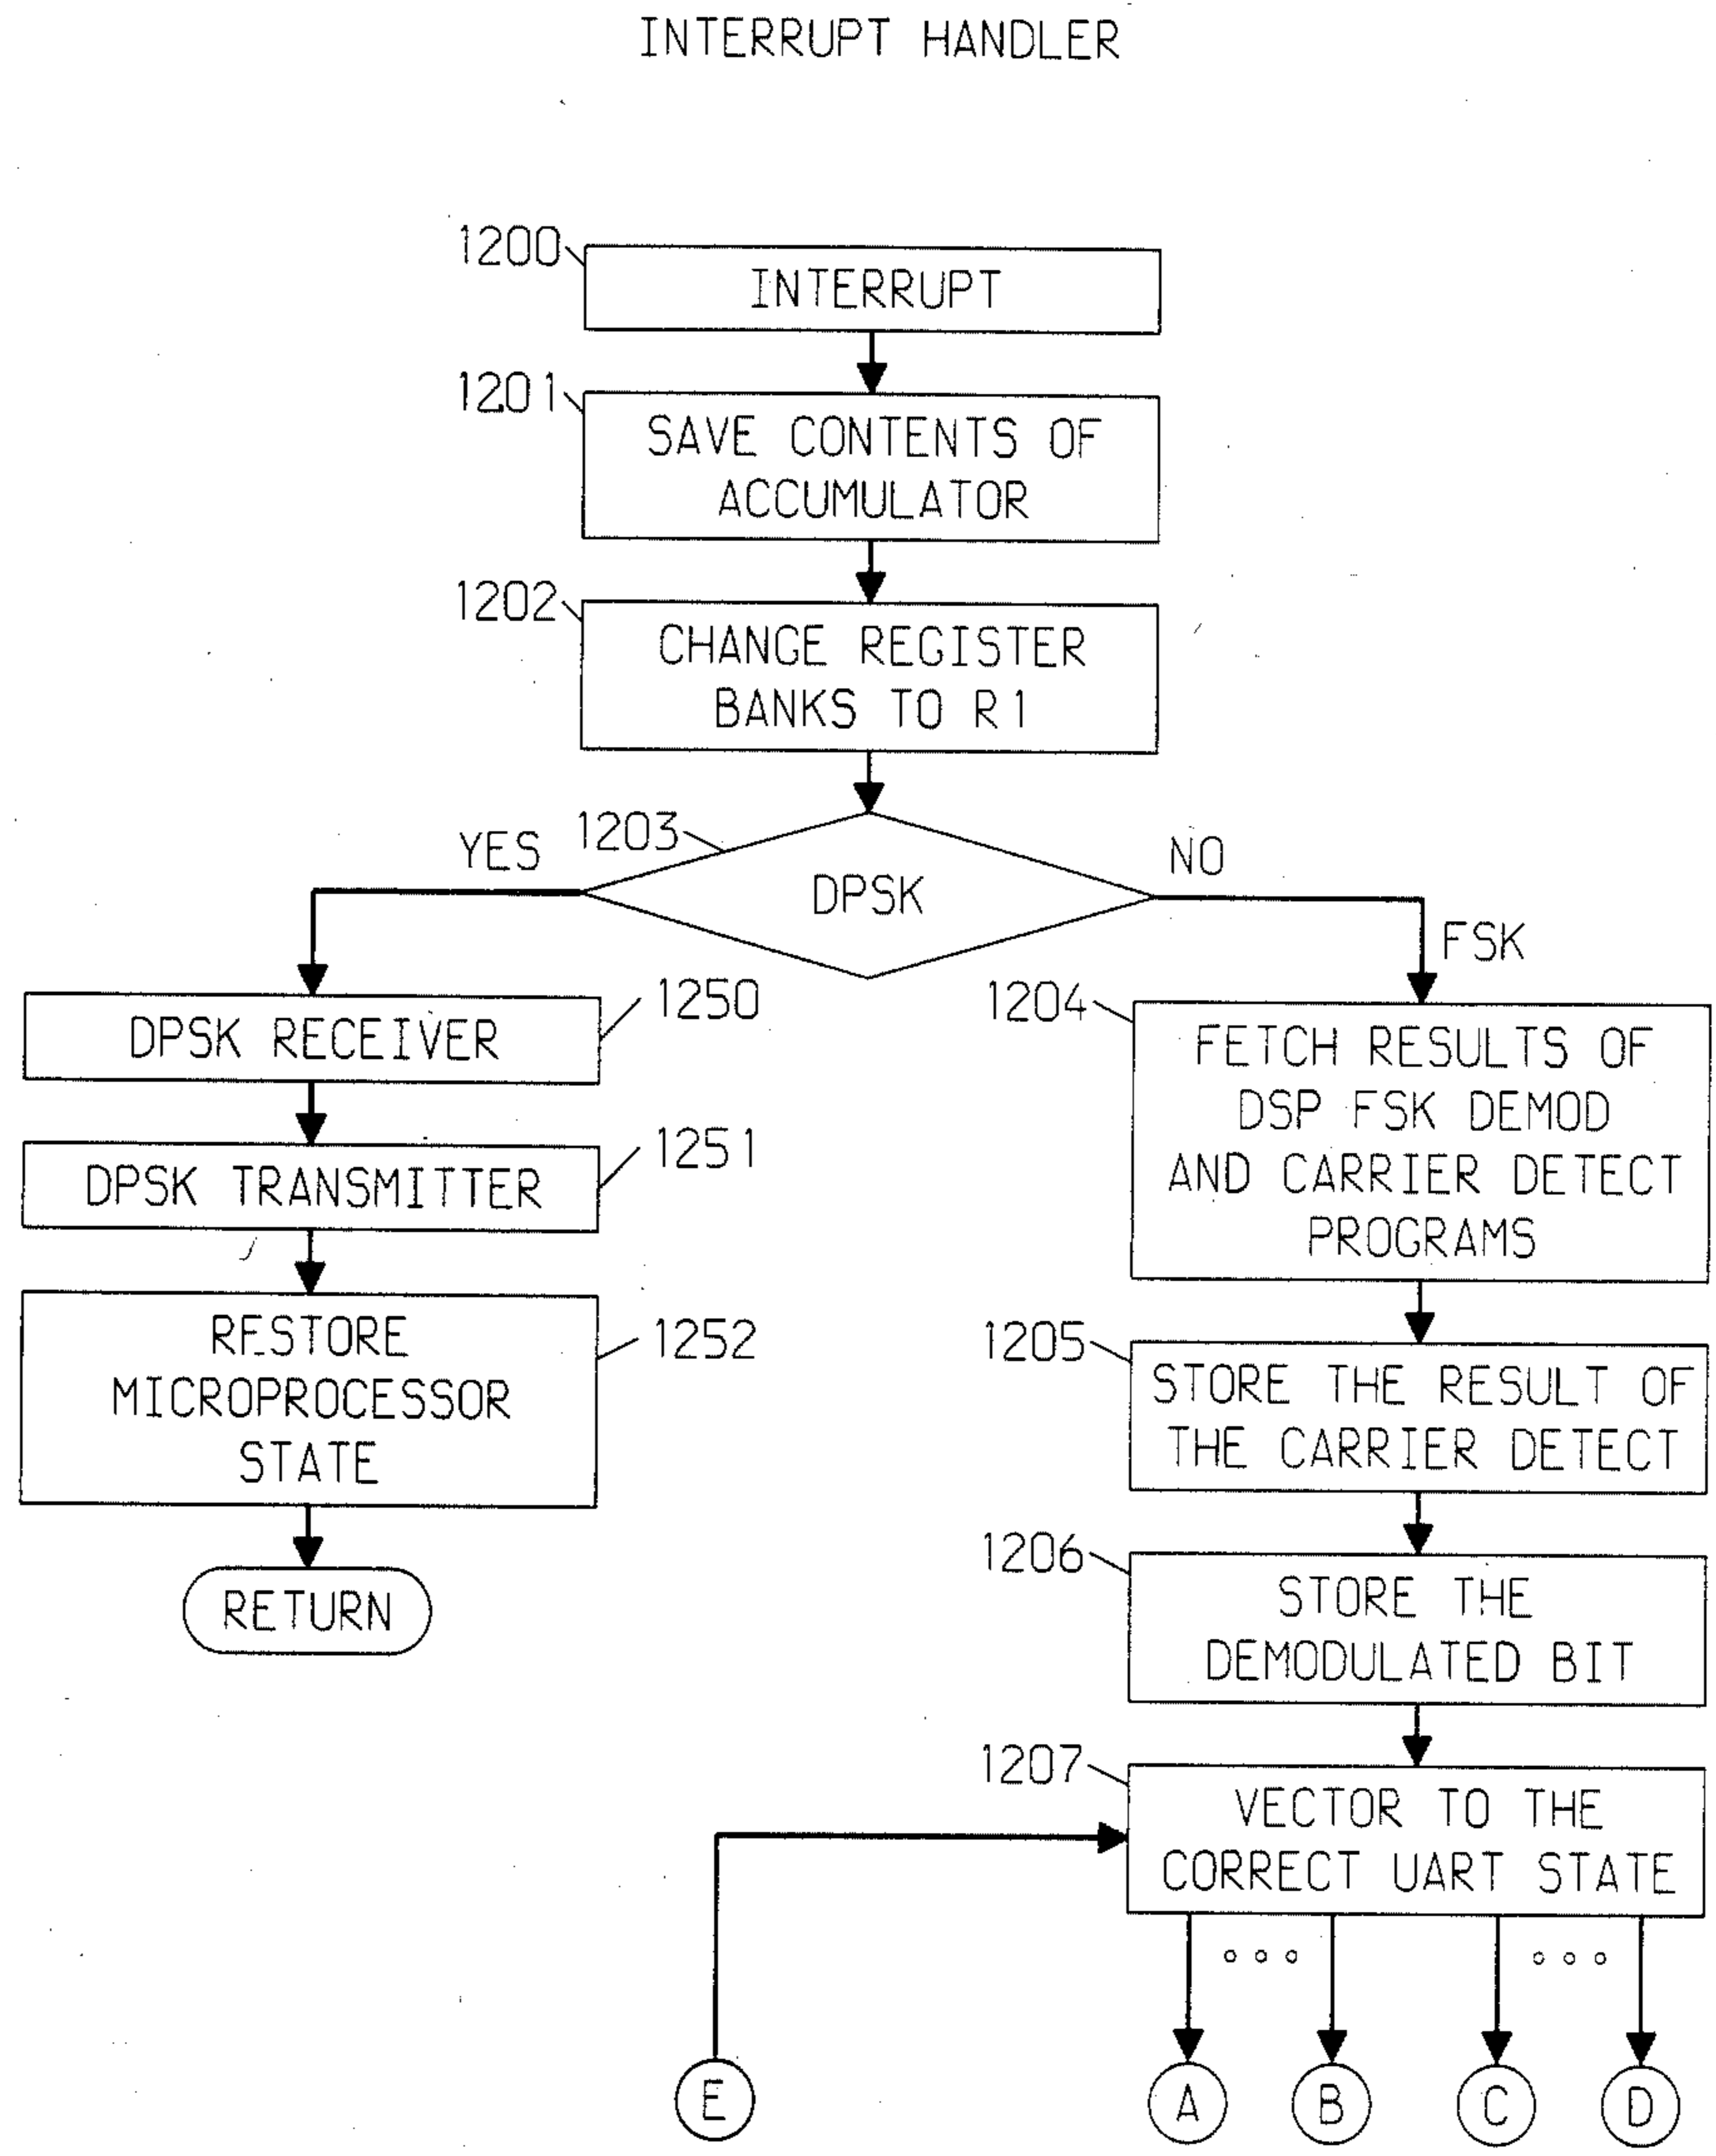 INTERRUPT HANDLER
1200
INTERRUPT
1201
SAVE CONTENTS OF
ACCUMULATOR
1202
CHANGE REGISTER
BANKS TO R1
1203
DPSK
YES
NO
FSK
1250
DPSK RECEIVER
1251
DPSK TRANSMITTER
1252
RESTORE
MICROPROCESSOR
STATE
RETURN
1204
FETCH RESULTS OF
DSP FSK DEMOD
AND CARRIER DETECT
PROGRAMS
1205
STORE THE RESULT OF
THE CARRIER DETECT
1206
STORE THE
DEMODULATED BIT
1207
VECTOR TO THE
CORRECT UART STATE
E
A
B
C
D